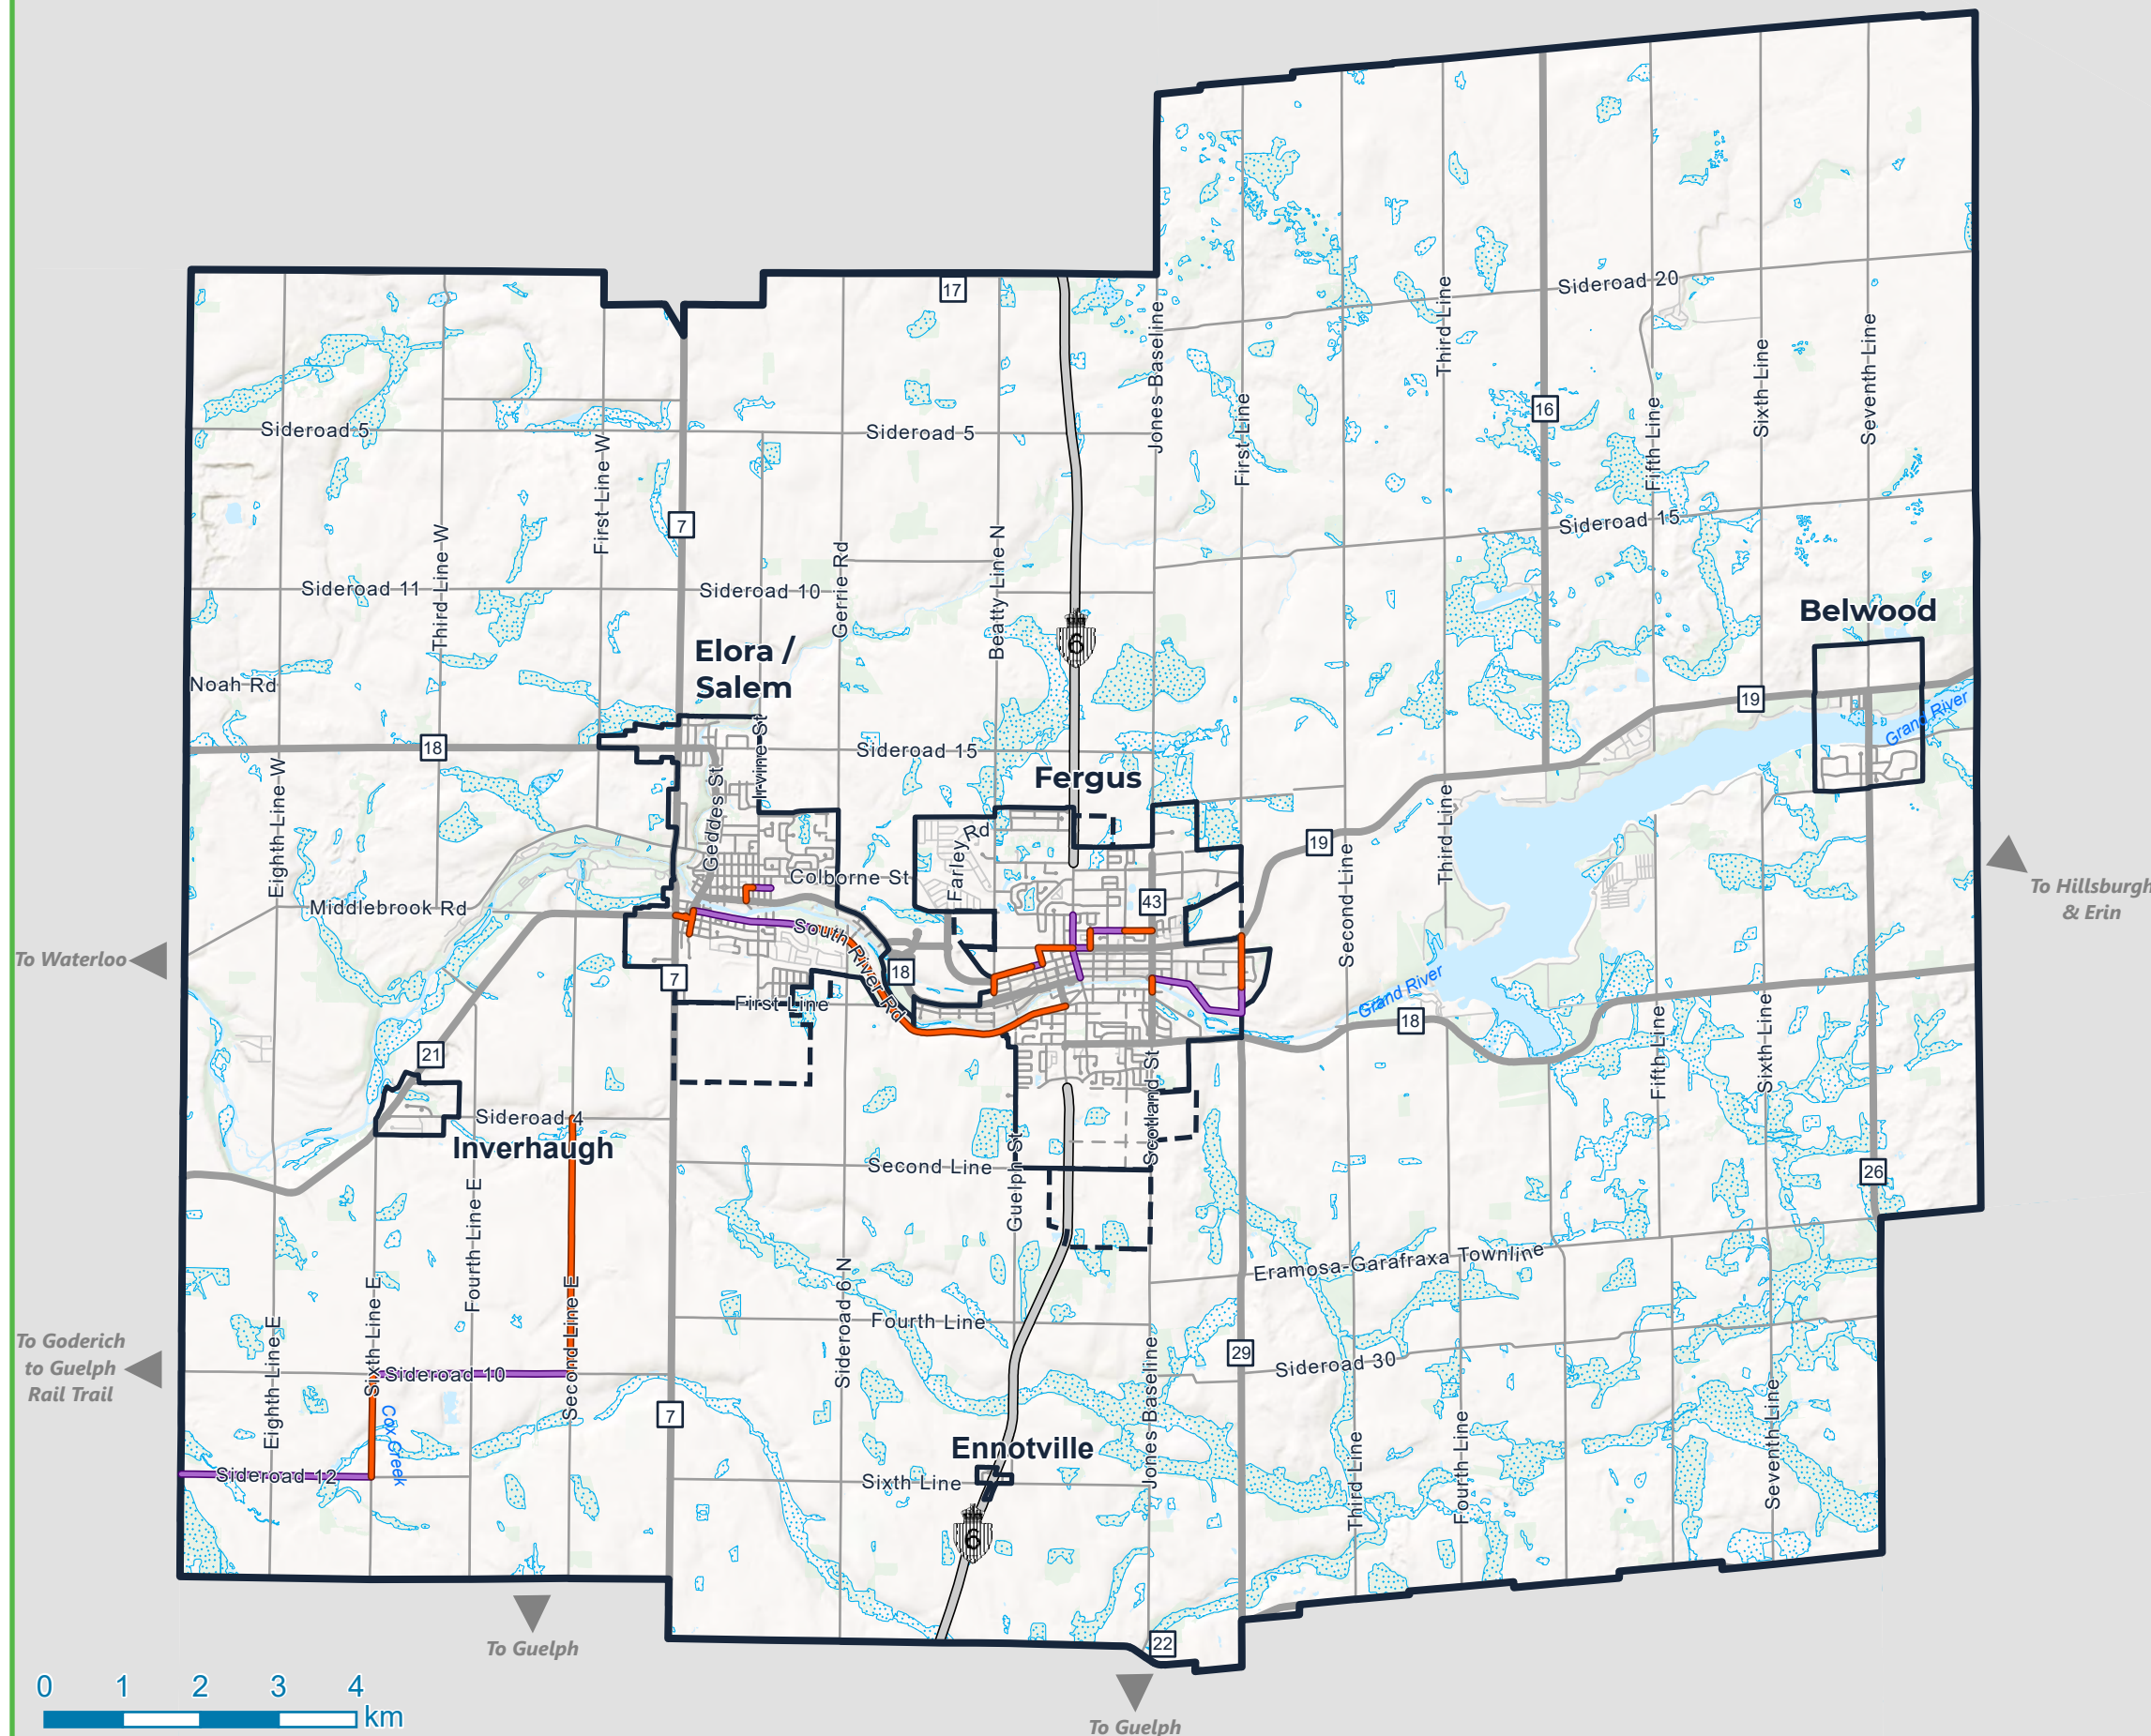 17
Sideroad 20
Third Line
Jones Baseline
Sixth Line
Seventh Line
16
First Line
Fifth Line
Sideroad 5
Sideroad 5
First Line W
7
Sideroad 15
Third Line W
Beatty Line N
Gerrie Rd
Sideroad 11
Sideroad 10
6
Belwood
Elora /
Salem
Noah Rd
19
Grand River
18
Irvine St
Sideroad 15
Fergus
Geddes St
Eighth Line W
Third Line
Farley Rd
19
Second Line
Colborne St
43
To Hillsburgh
& Erin
Middlebrook Rd
South River Rd
To Waterloo
7
18
Grand River
First Line
18
21
Fifth Line
Sixth Line
Scotland St
Sideroad 4
Inverhaugh
Second Line
Guelph St
26
Fourth Line E
Eramosa-Garafraxa Townline
Sixth Line E
Second Line E
Sideroad 6 N
Fourth Line
To Goderich
to Guelph
Rail Trail
Eighth Line E
Sideroad 10
29
Sideroad 30
Jones Baseline
7
Cox Creek
Ennotville
Third Line
Fourth Line
Seventh Line
Sideroad 12
Sixth Line
6
To Guelph
22
0 1 2 3 4
km
To Guelph